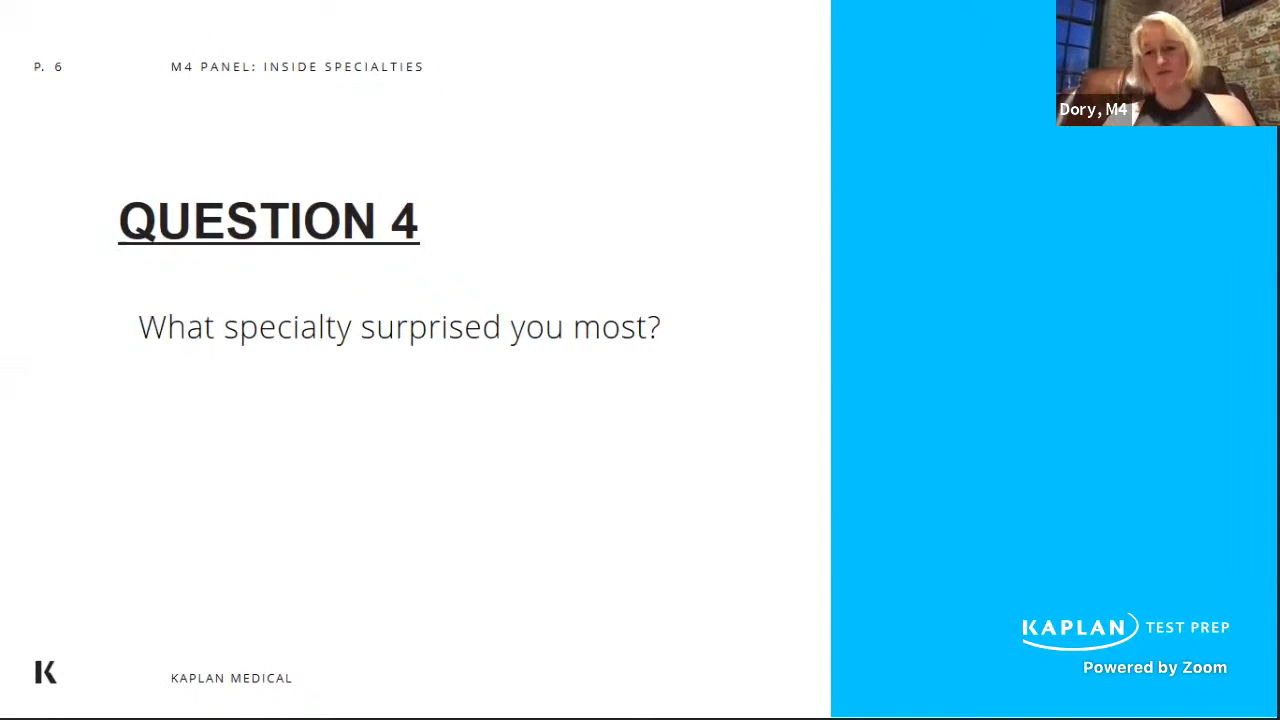 P. 6
M4 PANEL: INSIDE SPECIALTIES
Dory, M4
QUESTION 4
What specialty surprised you most?
KAPLAN TEST PREP
Powered by Zoom
K
KAPLAN MEDICAL